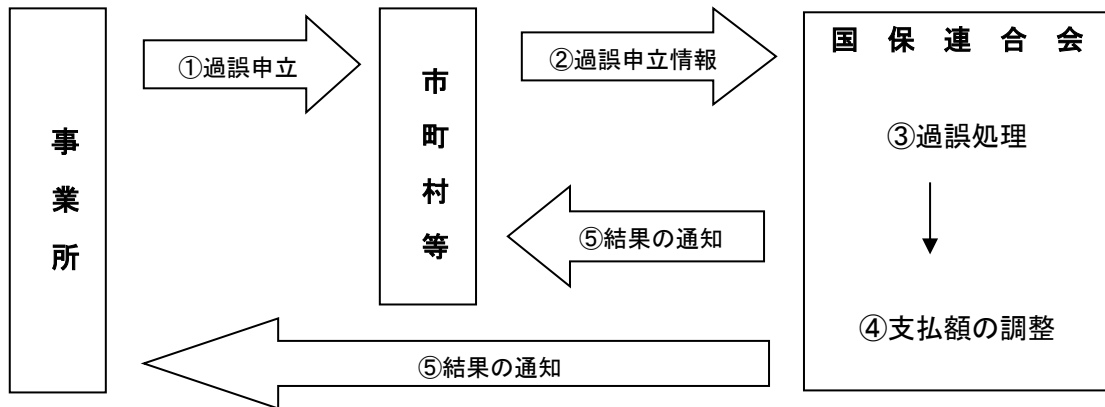 事業所
①過誤申立
市町村等
②過誤申立情報
国保連合会
③過誤処理
④支払額の調整
⑤結果の通知
⑤結果の通知